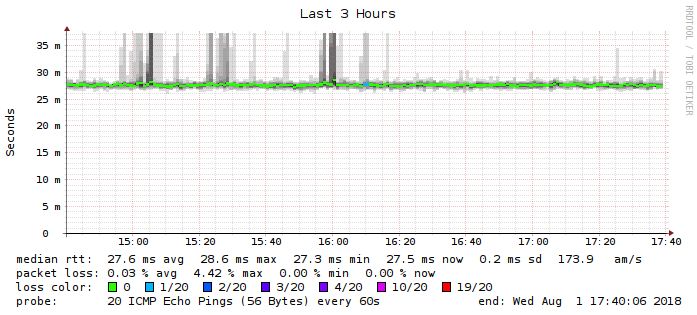 Last 3 Hours
RRDTOOL / TOBI OETIKER
Seconds
35 m
30 m
25 m
20 m
15 m
10 m
5 m
0
15:00 15:20 15:40 16:00 16:20 16:40 17:00 17:20 17:40
median rtt: 27.6 ms avg 28.6 ms max 27.3 ms min 27.5 ms now 0.2 ms sd 173.9 am/s
packet loss: 0.03 % avg 4.42 % max 0.00 % min 0.00 % now
loss color: 0 1/20 2/20 3/20 4/20 10/20 19/20
probe: 20 ICMP Echo Pings (56 Bytes) every 60s end: Wed Aug 1 17:40:06 2018